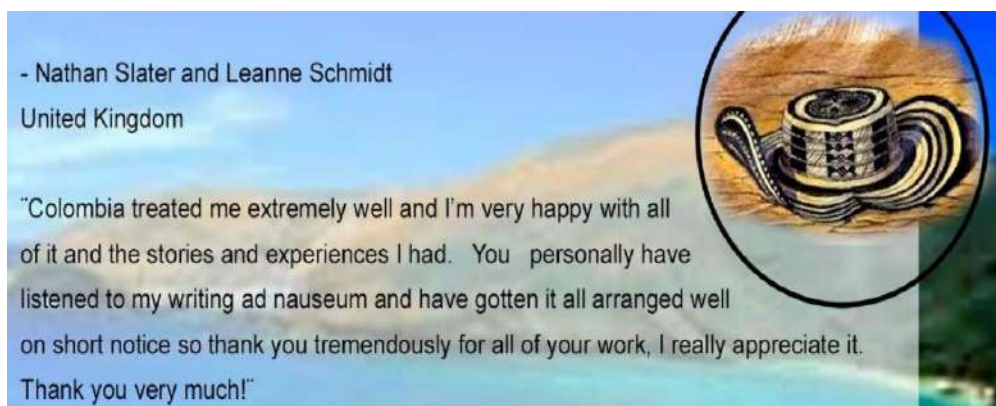 - Nathan Slater and Leanne Schmidt
United Kingdom
¨Colombia treated me extremely well and I'm very happy with all
of it and the stories and experiences I had. You personally have
listened to my writing ad nauseum and have gotten it all arranged well
on short notice so thank you tremendously for all of your work, I really appreciate it.
Thank you very much!¨